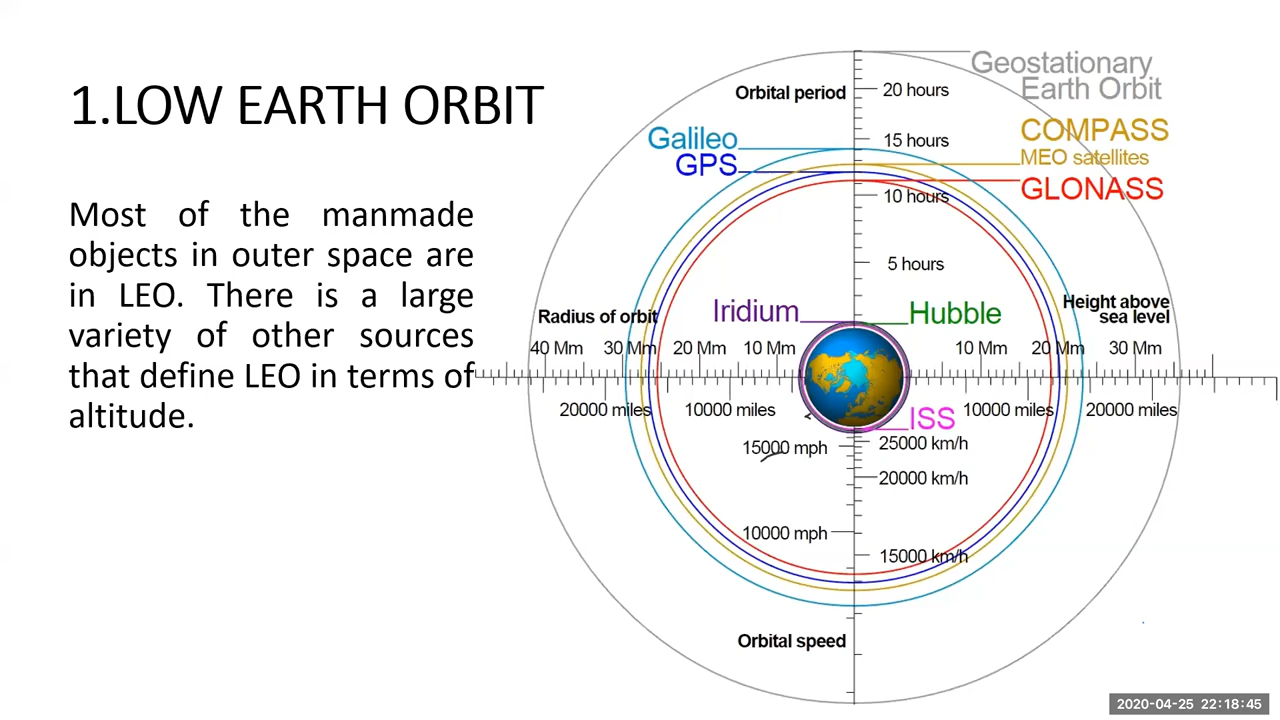 1.LOW EARTH ORBIT
Most of the manmade
objects in outer space are
in LEO. There is a large
variety of other sources
that define LEO in terms of
altitude.
Geostationary
Earth Orbit
Orbital period
20 hours
COMPASS
Galileo
15 hours
MEO satellites
GPS
GLONASS
10 hours
5 hours
Height above
sea level
Iridium
Hubble
Radius of orbit
40 Mm 30 Mm 20 Mm 10 Mm 10 Mm 20 Mm 30 Mm
20000 miles 10000 miles 10000 miles 20000 miles
ISS
15000 mph 25000 km/h
20000 km/h
10000 mph
15000 km/h
Orbital speed
2020-04-25 22:18:45